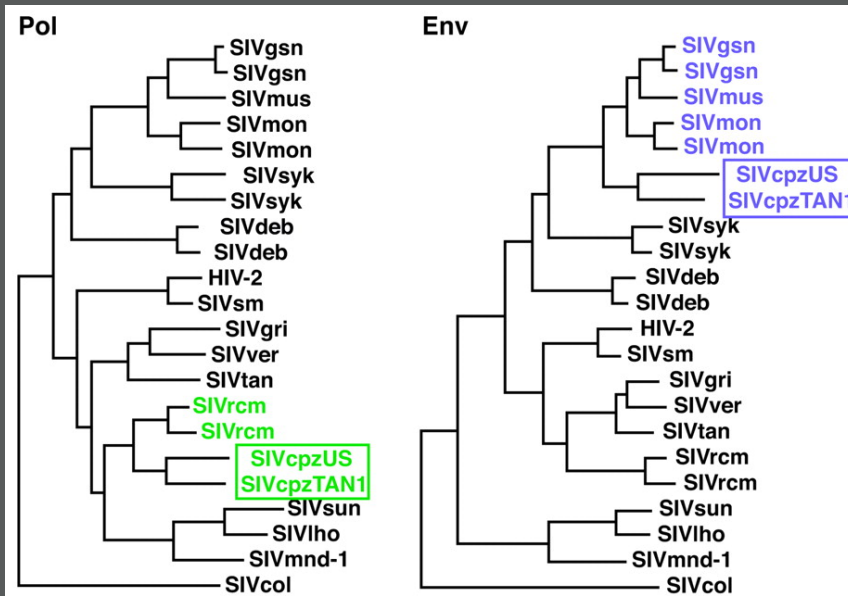 Pol
SIVgsn
SIVgsn
SIVmus
SIVmon
SIVmon
SIVsyk
SIVsyk
SIVdeb
SIVdeb
HIV-2
SIVsm
SIVgri
SIVver
SIVtan
SIVrcm
SIVrcm
SIVcpzUS
SIVcpzTAN1
SIVsun
SIVlho
SIVmnd-1
SIVcol
Env
SIVgsn
SIVgsn
SIVmus
SIVmon
SIVmon
SIVcpzUS
SIVcpzTAN1
SIVsyk
SIVsyk
SIVdeb
SIVdeb
HIV-2
SIVsm
SIVgri
SIVver
SIVtan
SIVrcm
SIVrcm
SIVsun
SIVlho
SIVmnd-1
SIVcol